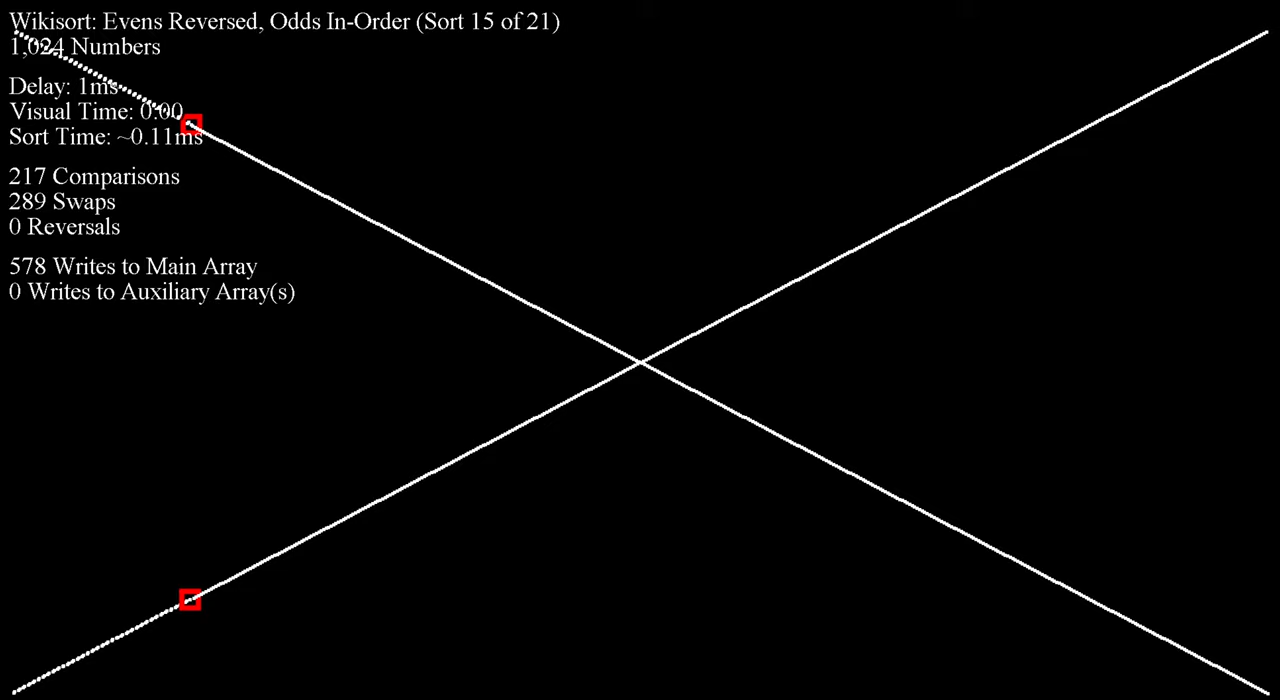 Wikisort: Evens Reversed, Odds In-Order (Sort 15 of 21)
1,024 Numbers
Delay: 1ms
Visual Time: 0:00
Sort Time: ~0.11ms
217 Comparisons
289 Swaps
0 Reversals
578 Writes to Main Array
0 Writes to Auxiliary Array(s)